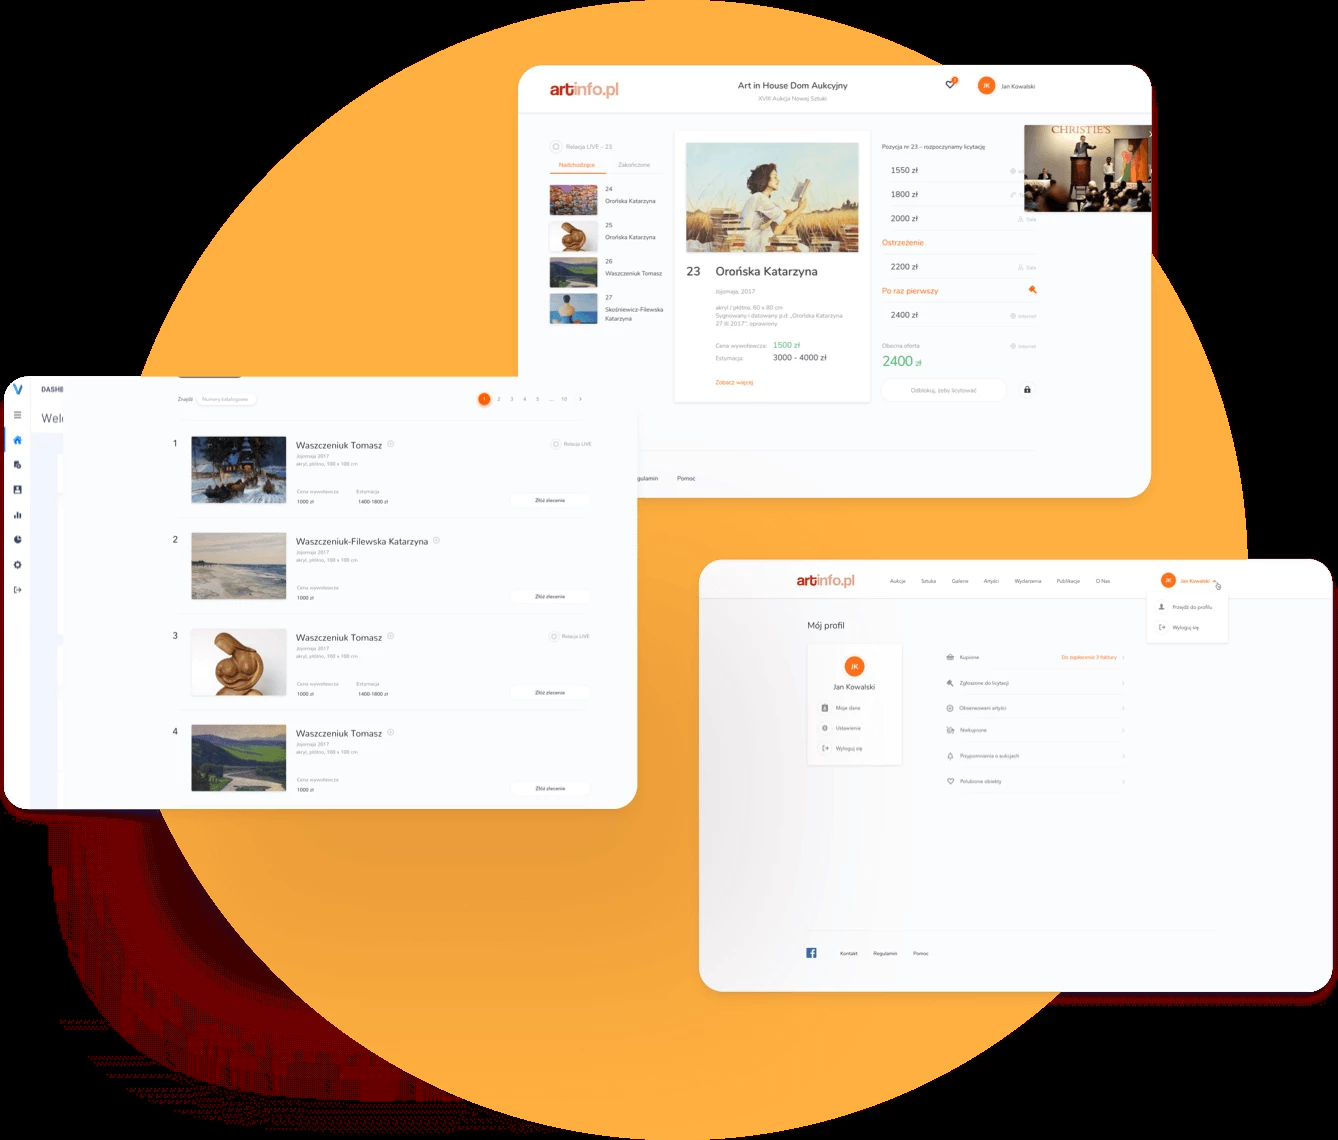 artinfo.pl
Art in House Dom Aukcyjny
XVIII Aukcja Nowej Sztuki
2
JK
Jan Kowalski
Relacja LIVE - 23
Nadchodzące
Zakończone
24
Orońska Katarzyna
25
Orońska Katarzyna
26
Waszczeniuk Tomasz
27
Skośniewicz-Filewska
Katarzyna
23
Orońska Katarzyna
Jojomaja, 2017
akryl / płótno, 60 x 80 cm
Sygnowany i datowany p.d: „Orońska Katarzyna
27 III 2017”, oprawiony
Cena wywoławcza: 1500 zł
Estymacja: 3000 - 4000 zł
Zobacz więcej
Pozycja nr 23 - rozpoczynamy licytację
1550 zł
1800 zł
2000 zł
Sala
Ostrzeżenie
2200 zł
Sala
Po raz pierwszy
2400 zł
Internet
Obecna oferta
Internet
2400 zł
Odblokuj, żeby licytować
CHRISTIE'S
gulamin
Pomoc
DASHB
Welc
Znajdź
Numery katalogowe
1 2 3 4 5 ... 10 >
1
Waszczeniuk Tomasz
Relacja LIVE
Jojomaja 2017
akryl, płótno, 100 x 100 cm
Cena wywoławcza
Estymacja
1000 zł
1400-1800 zł
Złóż zlecenie
2
Waszczeniuk-Filewska Katarzyna
Jojomaja 2017
akryl, płótno, 100 x 100 cm
Cena wywoławcza
1000 zł
Złóż zlecenie
3
Waszczeniuk Tomasz
Relacja LIVE
Jojomaja 2017
akryl, płótno, 100 x 100 cm
Cena wywoławcza
Estymacja
1000 zł
1400-1800 zł
Złóż zlecenie
4
Waszczeniuk Tomasz
Jojomaja 2017
akryl, płótno, 100 x 100 cm
Cena wywoławcza
1000 zł
Złóż zlecenie
artinfo.pl
Aukcje
Sztuka
Galerie
Artyści
Wydarzenia
Publikacje
O Nas
JK
Jan Kowalski
Przejdź do profilu
Wyloguj się
Mój profil
JK
Jan Kowalski
Moje dane
Ustawienia
Wyloguj się
Kupione
Do zapłacenia 3 faktury
Zgłoszone do licytacji
Obserwowani artyści
Niekupione
Przypomnienia o aukcjach
Polubione obiekty
Kontakt
Regulamin
Pomoc